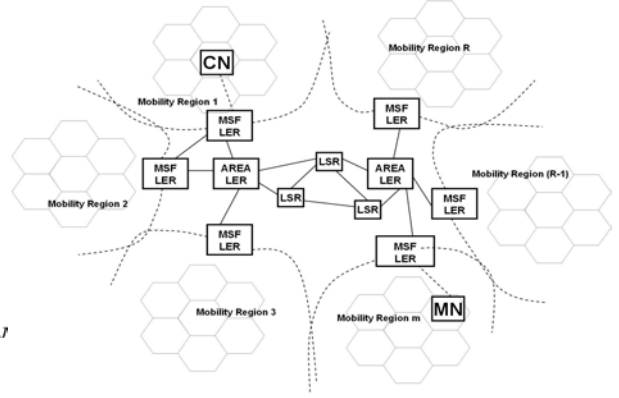 Mobility Region R
CN
Mobility Region 1
MSF
LER
MSF
LER
MSF
LER
AREA
LER
LSR
AREA
LER
Mobility Region (R-1)
LSR
LSR
MSF
LER
Mobility Region 2
MSF
LER
MSF
LER
Mobility Region 3
Mobility Region m
MN